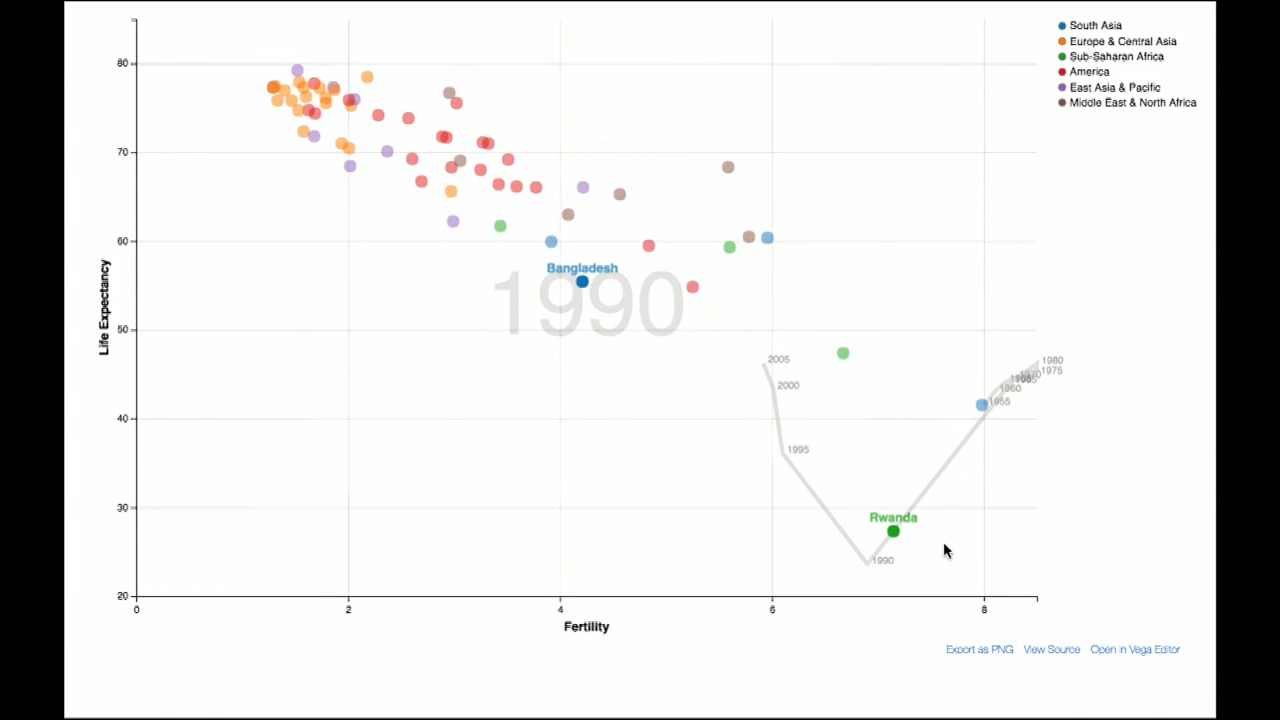 South Asia
Europe & Central Asia
Sub-Saharan Africa
America
East Asia & Pacific
Middle East & North Africa
80
70
60
50
40
30
20
Life Expectancy
Bangladesh
1990
2005
2000
1995
1990
1980
1975
1970
1965
1960
1955
Rwanda
0
2
4
6
8
Fertility
Export as PNG View Source Open in Vega Editor